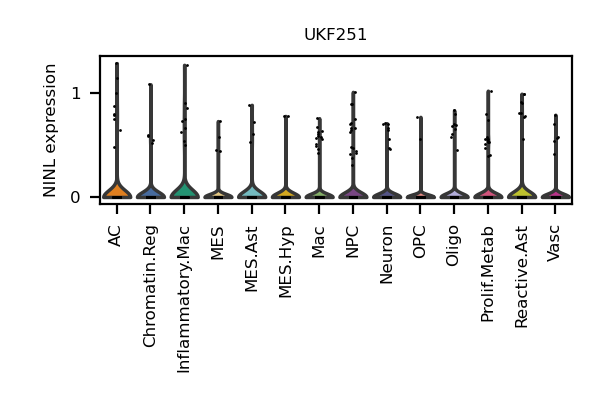 UKF251
NINL expression
1
0
AC
Chromatin.Reg
Inflammatory.Mac
MES
MES.Ast
MES.Hyp
Mac
NPC
Neuron
OPC
Oligo
Prolif.Metab
Reactive.Ast
Vasc